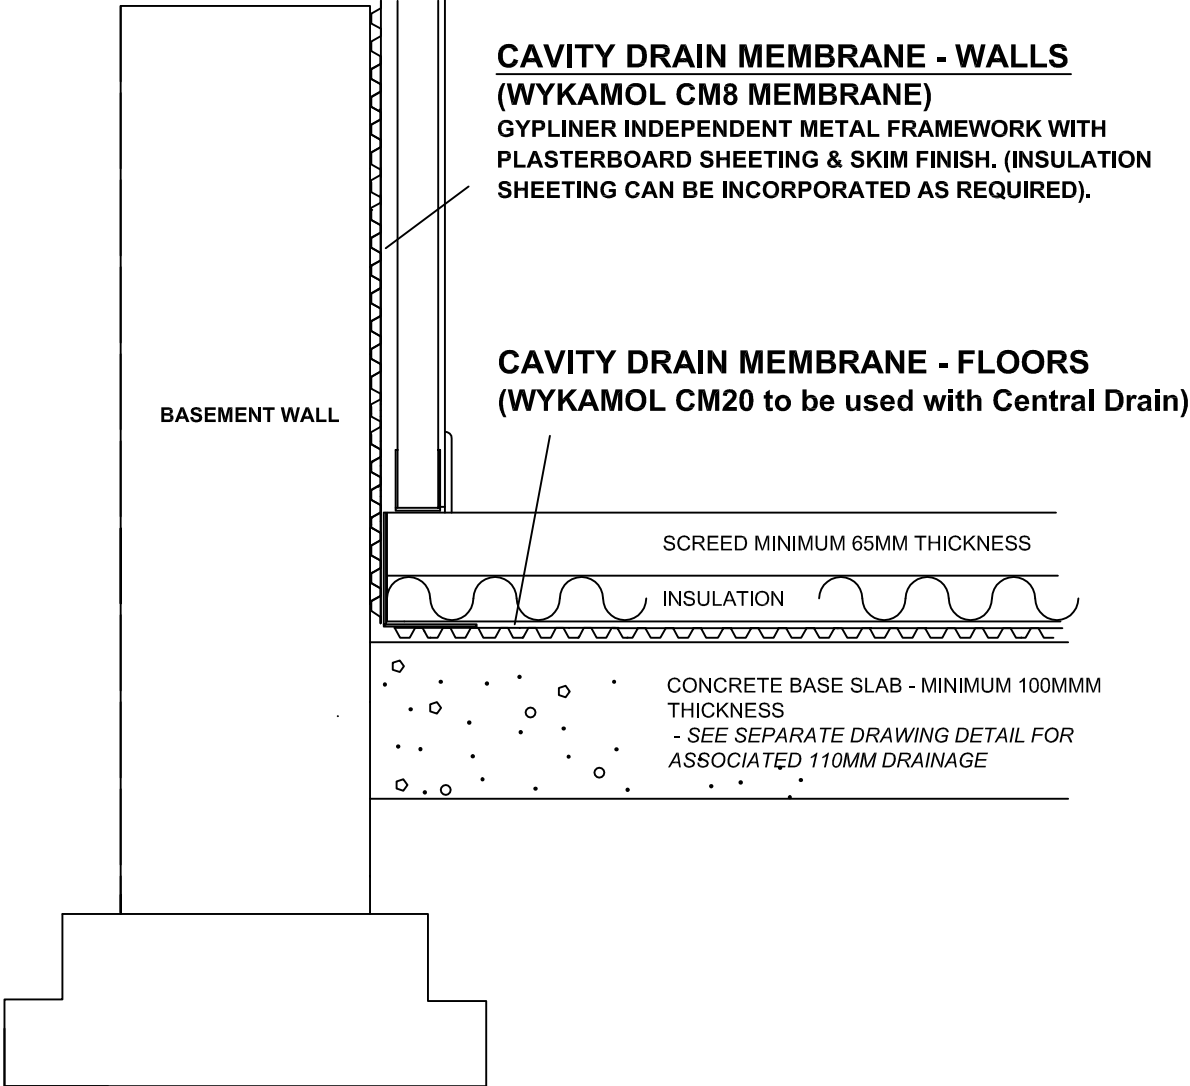 CAVITY DRAIN MEMBRANE - WALLS
(WYKAMOL CM8 MEMBRANE)
GYPLINER INDEPENDENT METAL FRAMEWORK WITH
PLASTERBOARD SHEETING & SKIM FINISH. (INSULATION
SHEETING CAN BE INCORPORATED AS REQUIRED).
CAVITY DRAIN MEMBRANE - FLOORS
(WYKAMOL CM20 to be used with Central Drain)
BASEMENT WALL
SCREED MINIMUM 65MM THICKNESS
INSULATION
CONCRETE BASE SLAB - MINIMUM 100MMM
THICKNESS
- SEE SEPARATE DRAWING DETAIL FOR
ASSOCIATED 110MM DRAINAGE